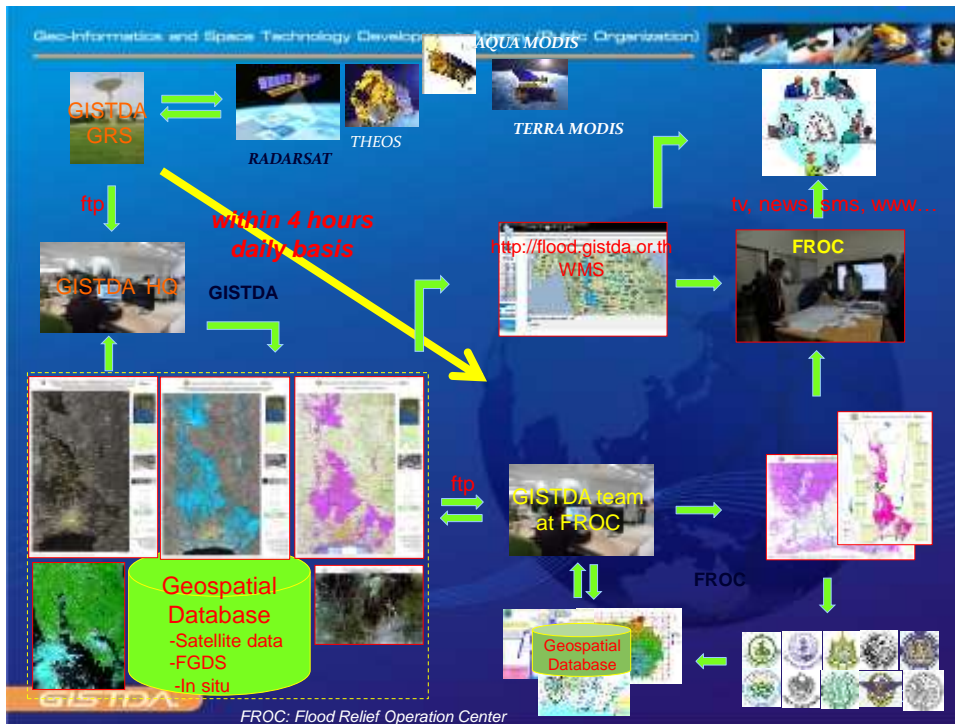 Geo-Informatics and Space Technology Development Agency (Public Organization)
AQUA MODIS
GISTDA
GRS
RADARSAT
THEOS
TERRA MODIS
ftp
within 4 hours
daily basis
tv, news, sms, www…
http://flood.gistda.or.th
WMS
FROC
GISTDA HQ
GISTDA
ftp
GISTDA team
at FROC
FROC
Geospatial
Database
-Satellite data
-FGDS
-In situ
Geospatial
Database
GISTDA
FROC: Flood Relief Operation Center